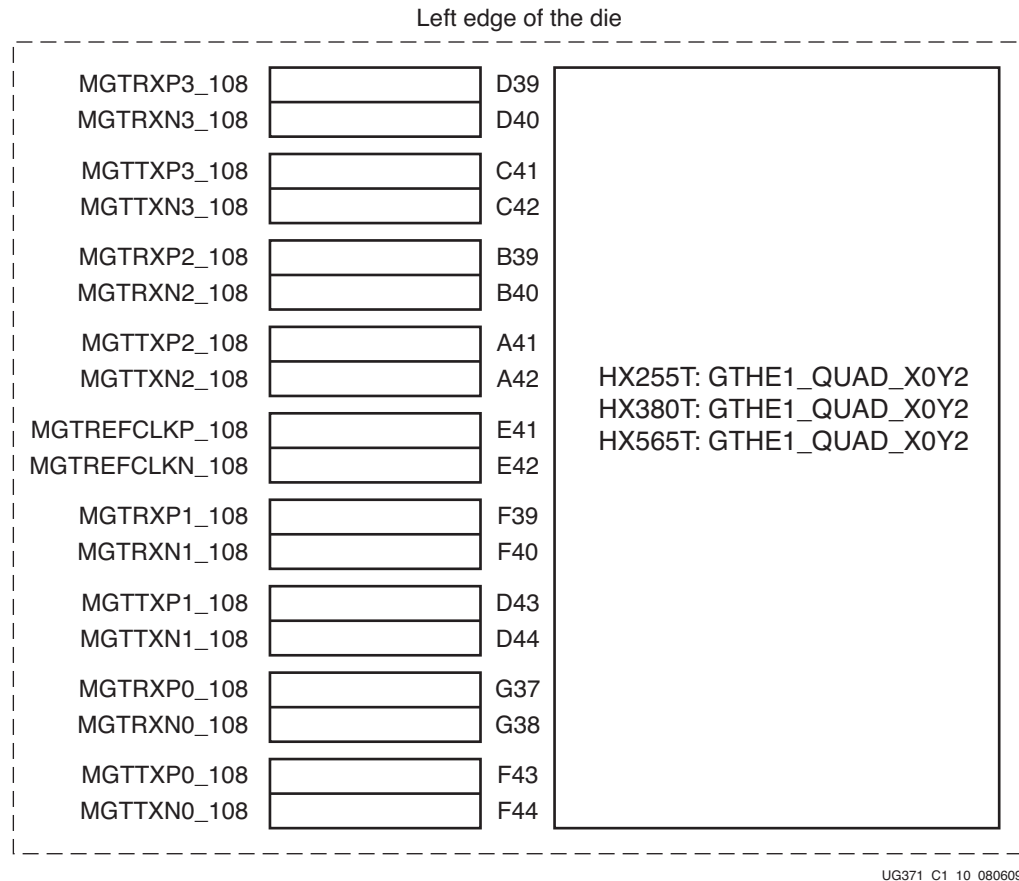 Left edge of the die
MGTRXP3_108 D39
MGTRXN3_108 D40
MGTTXP3_108 C41
MGTTXN3_108 C42
MGTRXP2_108 B39
MGTRXN2_108 B40
MGTTXP2_108 A41
MGTTXN2_108 A42
HX255T: GTHE1_QUAD_X0Y2
HX380T: GTHE1_QUAD_X0Y2
HX565T: GTHE1_QUAD_X0Y2
MGTREFCLKP_108 E41
MGTREFCLKN_108 E42
MGTRXP1_108 F39
MGTRXN1_108 F40
MGTTXP1_108 D43
MGTTXN1_108 D44
MGTRXP0_108 G37
MGTRXN0_108 G38
MGTTXP0_108 F43
MGTTXN0_108 F44
UG371_C1_10_080609